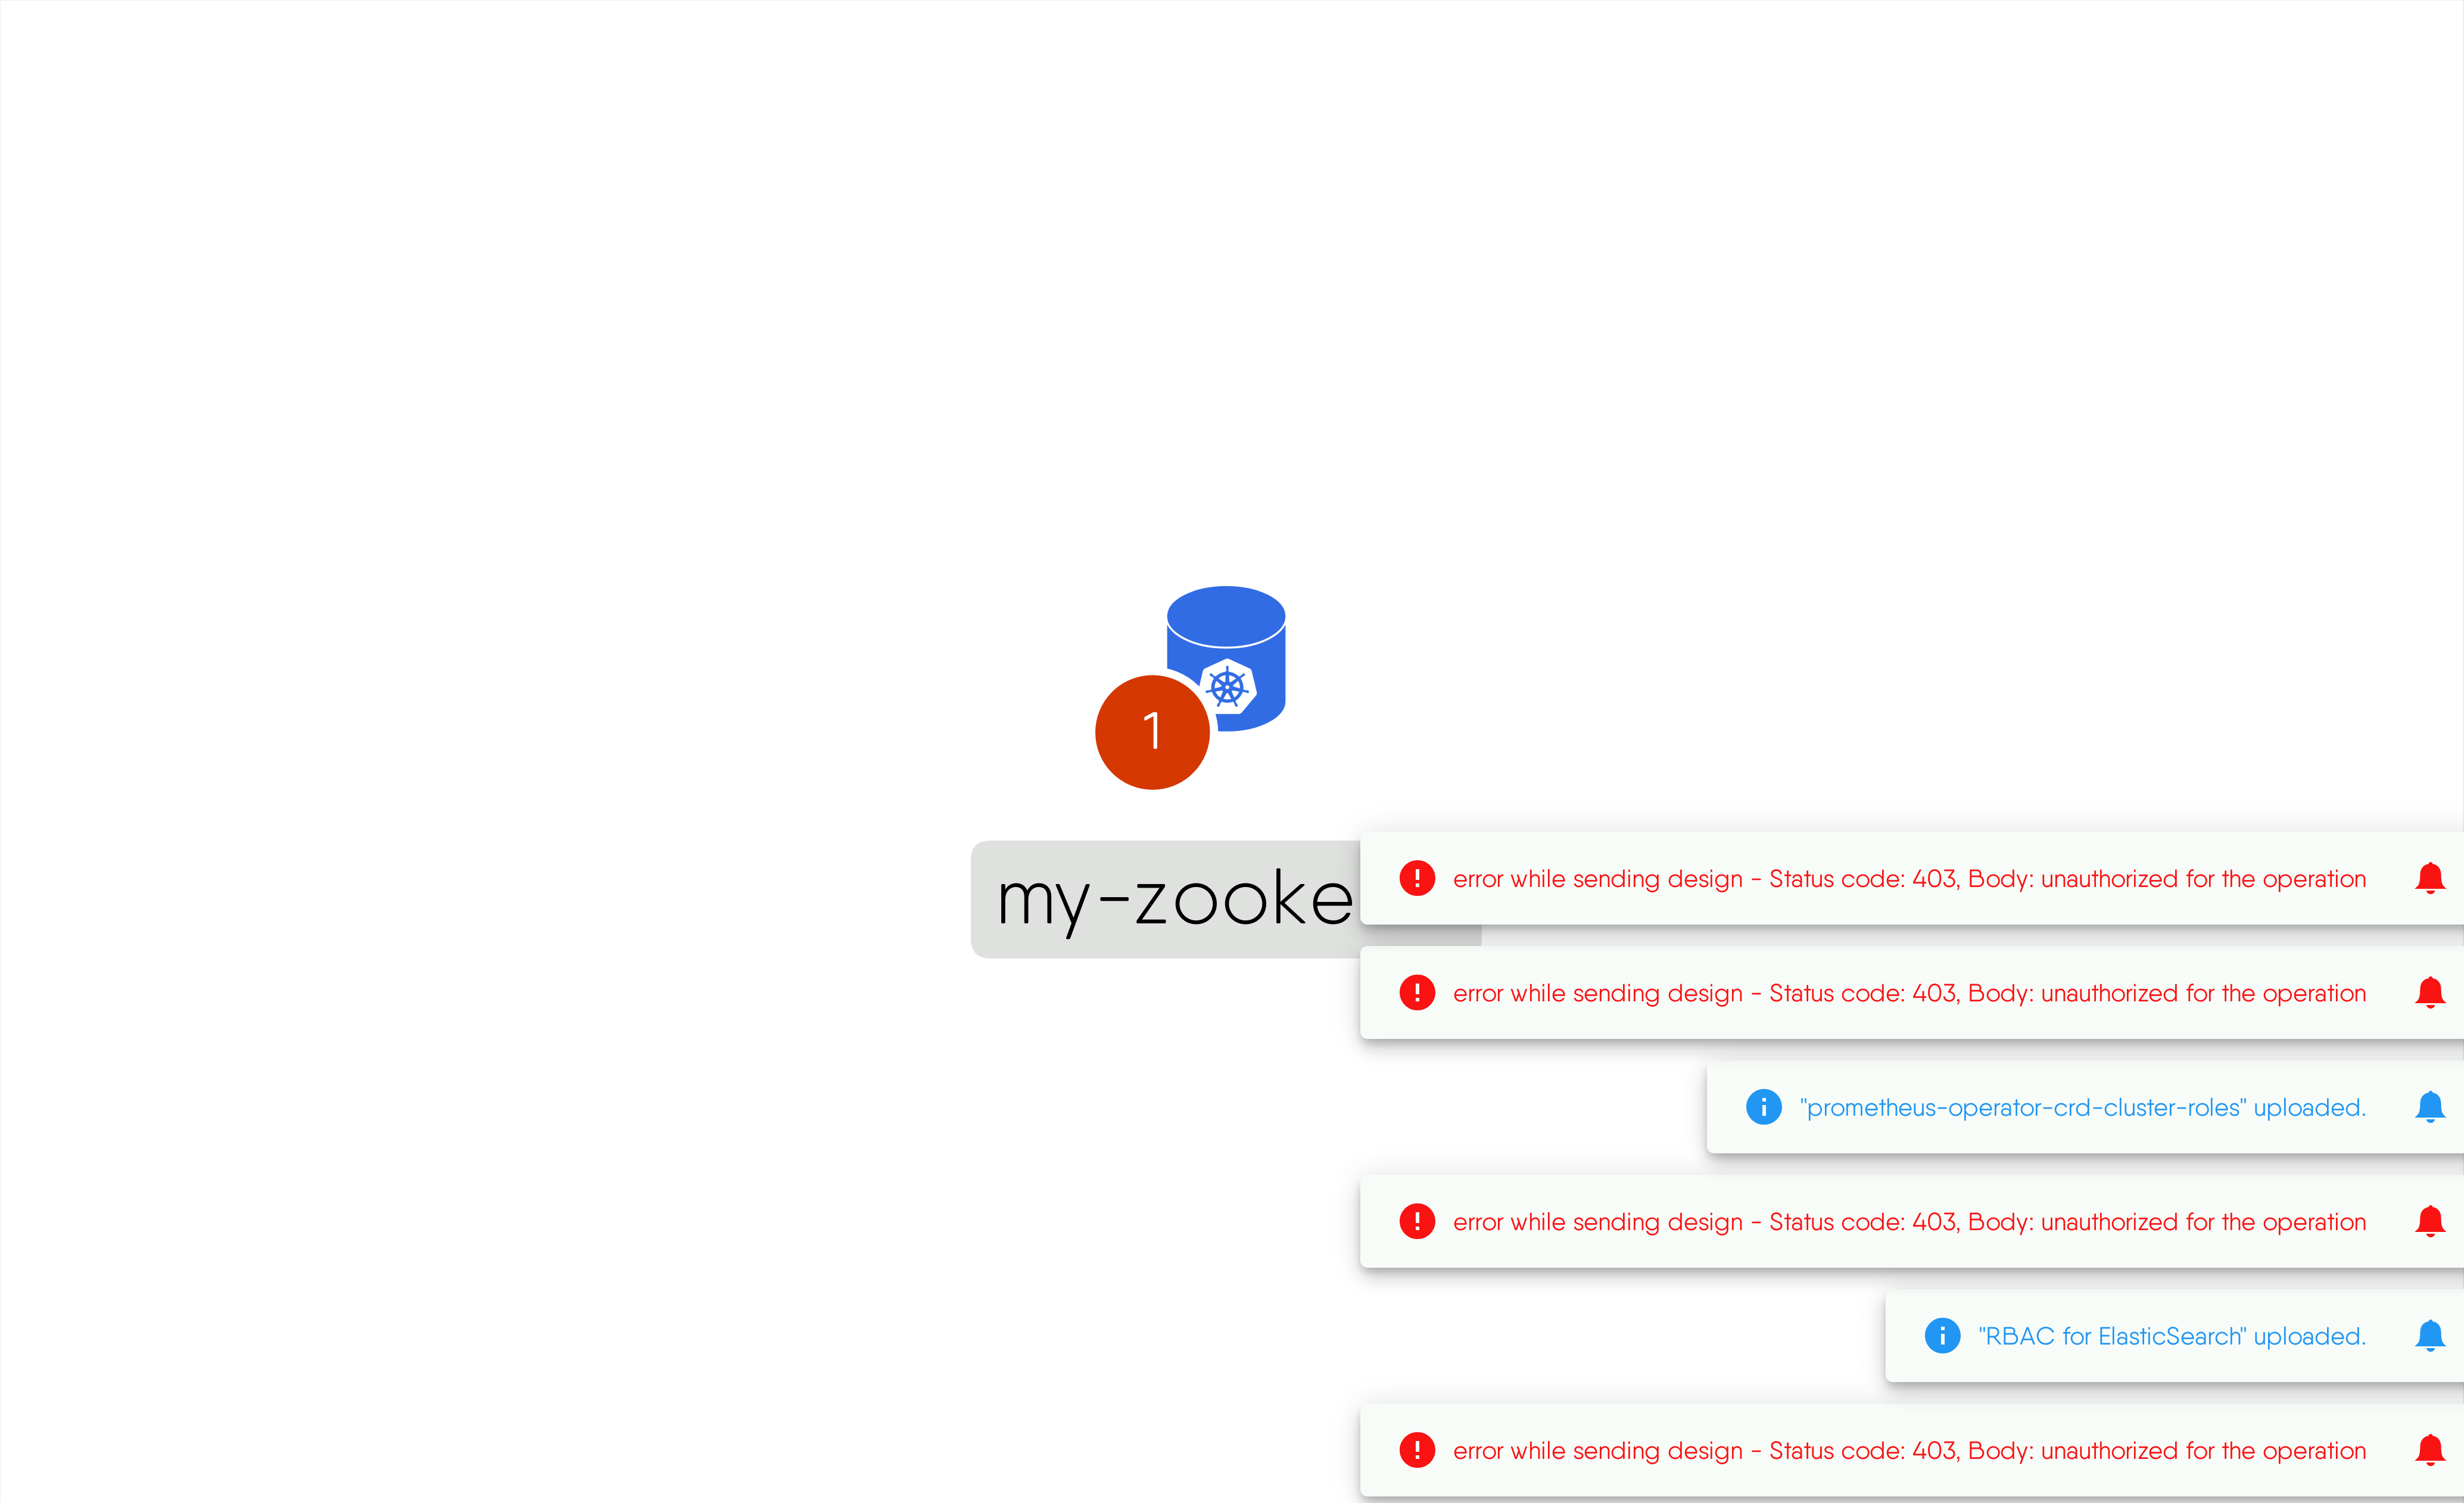 1
my-zooke
error while sending design - Status code: 403, Body: unauthorized for the operation
error while sending design - Status code: 403, Body: unauthorized for the operation
"prometheus-operator-crd-cluster-roles" uploaded.
error while sending design - Status code: 403, Body: unauthorized for the operation
"RBAC for ElasticSearch" uploaded.
error while sending design - Status code: 403, Body: unauthorized for the operation